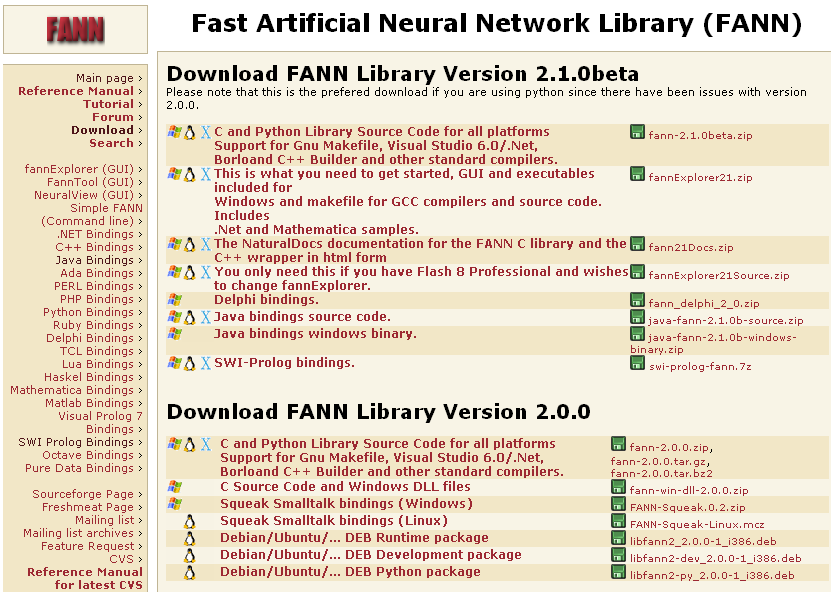 FANN
Fast Artificial Neural Network Library (FANN)
Main page ›
Reference Manual ›
Tutorial ›
Forum ›
Download ›
Search ›
fannExplorer (GUI) ›
FannTool (GUI) ›
NeuralView (GUI) ›
Simple FANN
(Command line) ›
.NET Bindings ›
C++ Bindings ›
Java Bindings ›
Ada Bindings ›
PERL Bindings ›
PHP Bindings ›
Python Bindings ›
Ruby Bindings ›
Delphi Bindings ›
TCL Bindings ›
Lua Bindings ›
Haskel Bindings ›
Mathematica Bindings ›
Matlab Bindings ›
Visual Prolog 7
Bindings ›
SWI Prolog Bindings ›
Octave Bindings ›
Pure Data Bindings ›
Sourceforge Page ›
Freshmeat Page ›
Mailing list ›
Mailing list archives ›
Feature Request ›
CVS ›
Reference Manual
for latest CVS
Download FANN Library Version 2.1.0beta
Please note that this is the prefered download if you are using python since there have been issues with version
2.0.0.
C and Python Library Source Code for all platforms
Support for Gnu Makefile, Visual Studio 6.0/.Net,
Borloand C++ Builder and other standard compilers.
fann-2.1.0beta.zip
This is what you need to get started, GUI and executables
included for
Windows and makefile for GCC compilers and source code.
Includes
.Net and Mathematica samples.
fannExplorer21.zip
The NaturalDocs documentation for the FANN C library and the
C++ wrapper in html form
fann21Docs.zip
You only need this if you have Flash 8 Professional and wishes
to change fannExplorer.
fannExplorer21Source.zip
Delphi bindings.
fann_delphi_2_0.zip
Java bindings source code.
java-fann-2.1.0b-source.zip
Java bindings windows binary.
java-fann-2.1.0b-windows-
binary.zip
SWI-Prolog bindings.
swi-prolog-fann.7z
Download FANN Library Version 2.0.0
C and Python Library Source Code for all platforms
Support for Gnu Makefile, Visual Studio 6.0/.Net,
Borloand C++ Builder and other standard compilers.
fann-2.0.0.zip,
fann-2.0.0.tar.gz,
fann-2.0.0.tar.bz2
C Source Code and Windows DLL files
fann-win-dll-2.0.0.zip
Squeak Smalltalk bindings (Windows)
FANN-Squeak.0.2.zip
Squeak Smalltalk bindings (Linux)
FANN-Squeak-Linux.mcz
Debian/Ubuntu/... DEB Runtime package
libfann2_2.0.0-1_i386.deb
Debian/Ubuntu/... DEB Development package
libfann2-dev_2.0.0-1_i386.deb
Debian/Ubuntu/... DEB Python package
libfann2-py_2.0.0-1_i386.deb